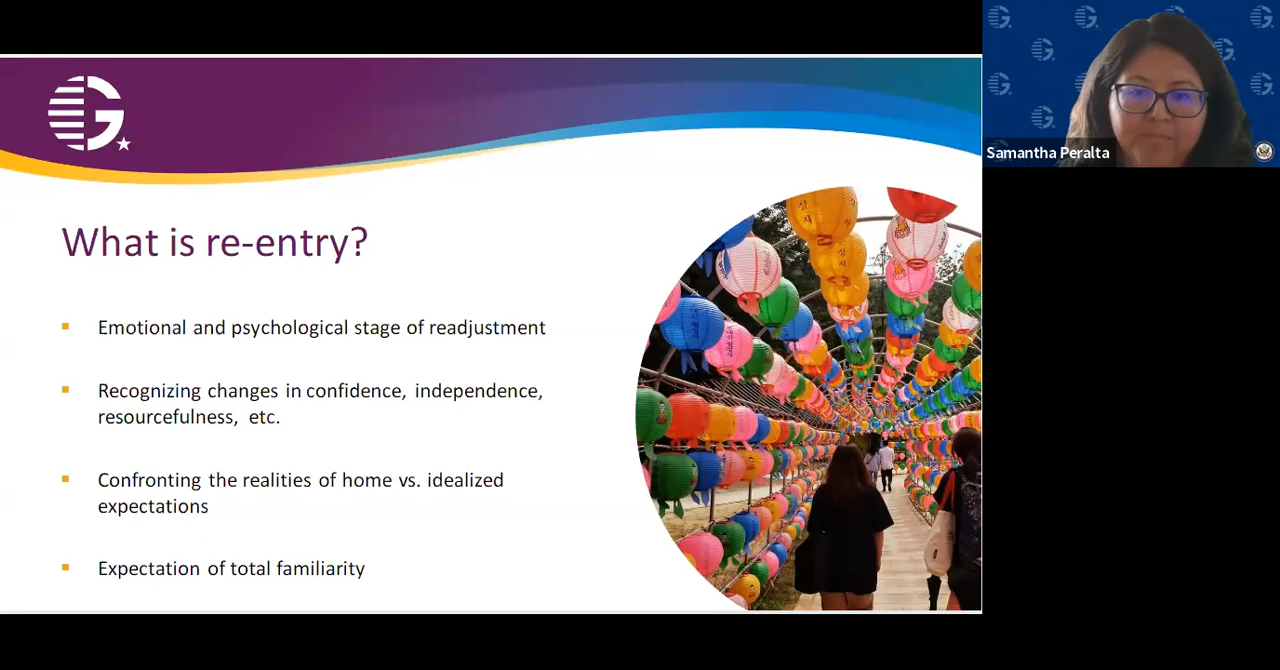 What is re-entry?
Emotional and psychological stage of readjustment
Recognizing changes in confidence, independence,
resourcefulness, etc.
Confronting the realities of home vs. idealized
expectations
Expectation of total familiarity
Samantha Peralta